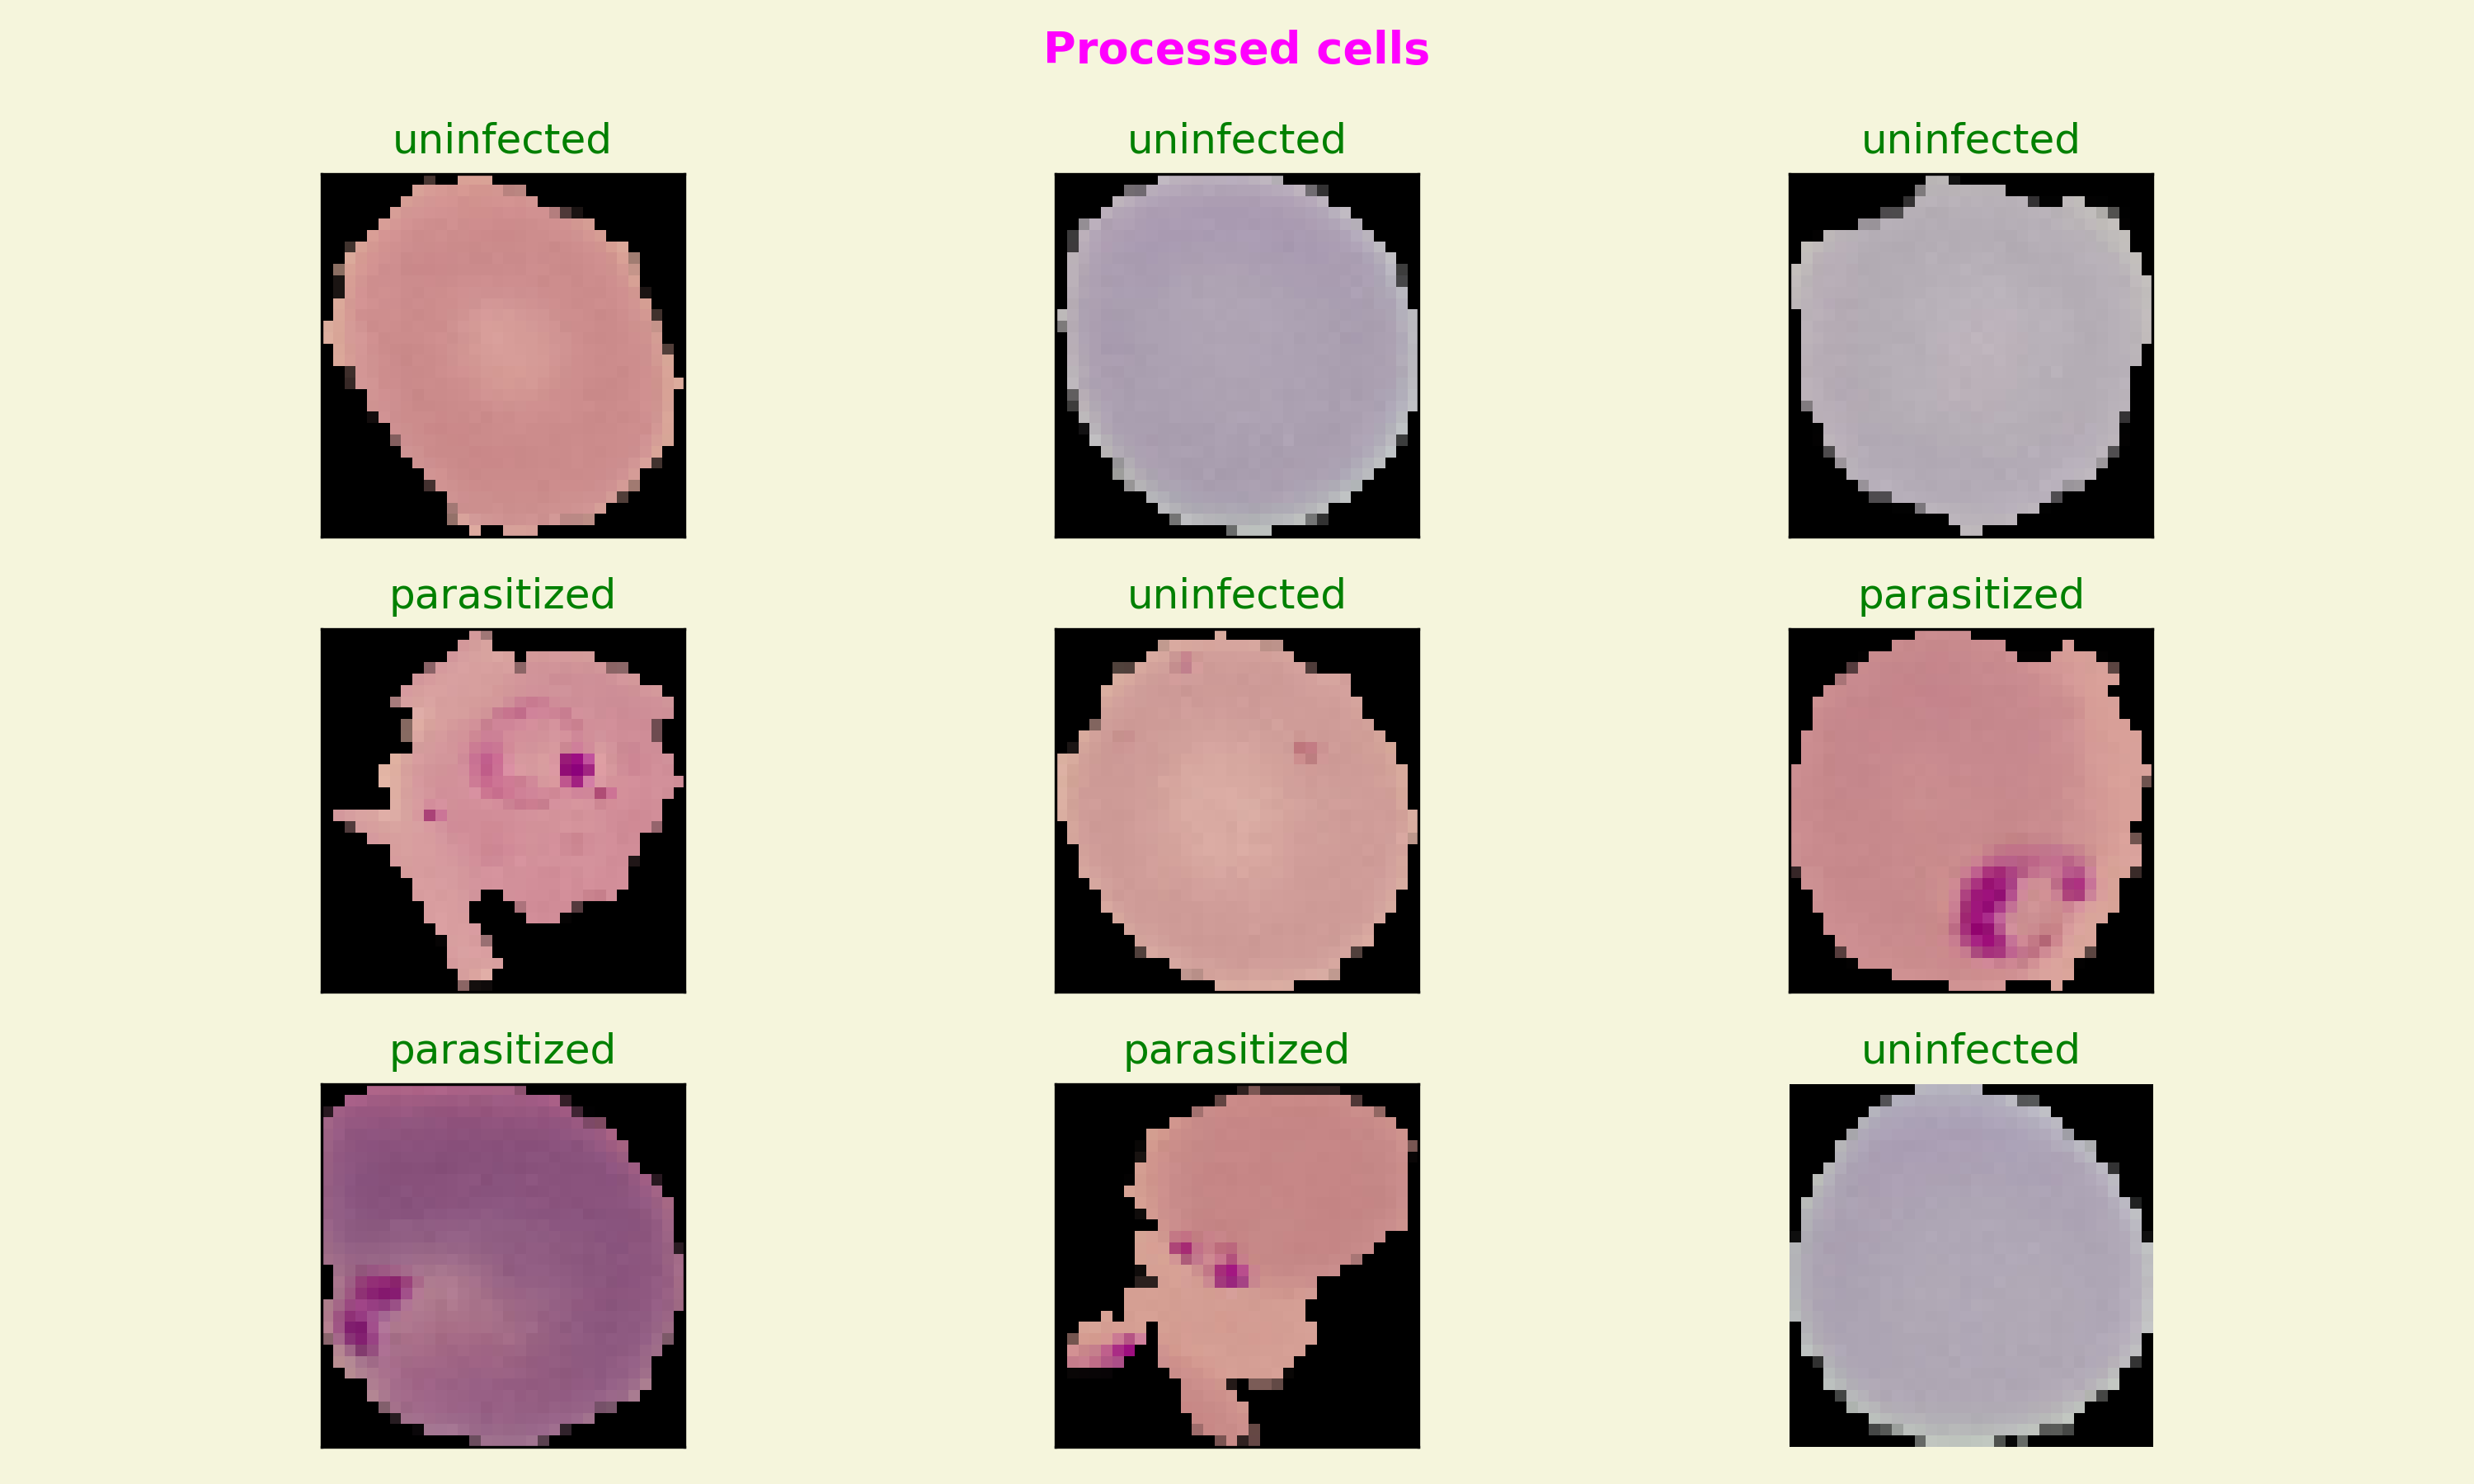 Processed cells
uninfected
uninfected
uninfected
parasitized
uninfected
parasitized
parasitized
parasitized
uninfected